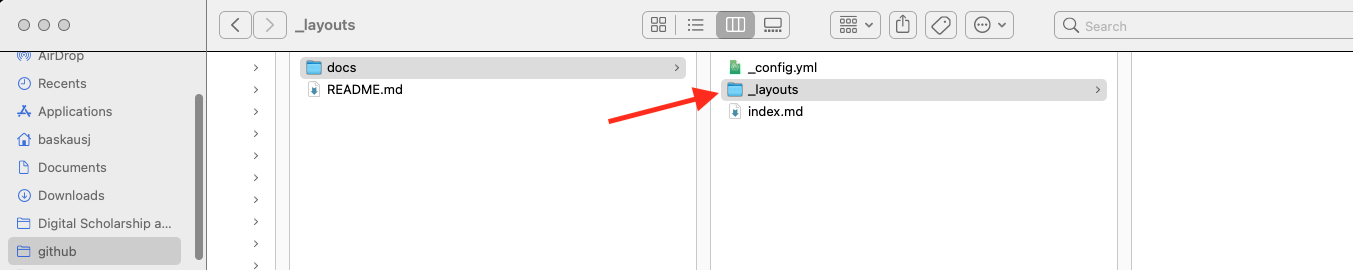 _layouts
Search
AirDrop
Recents
Applications
baskausj
Documents
Downloads
Digital Scholarship a...
github
docs
README.md
_config.yml
_layouts
index.md